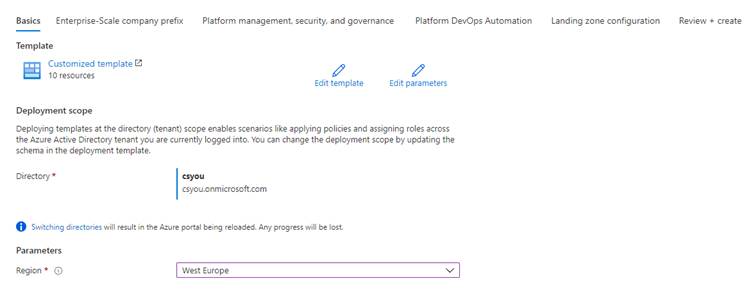 Basics Enterprise-Scale company prefix Platform management, security, and governance Platform DevOps Automation Landing zone configuration Review + create
Template
Customized template
10 resources
Edit template Edit parameters
Deployment scope
Deploying templates at the directory (tenant) scope enables scenarios like applying policies and assigning roles across
the Azure Active Directory tenant you are currently logged into. You can change the deployment scope by updating the
schema in the deployment template.
Directory * csyou
csyou.onmicrosoft.com
Switching directories will result in the Azure portal being reloaded. Any progress will be lost.
Parameters
Region * West Europe